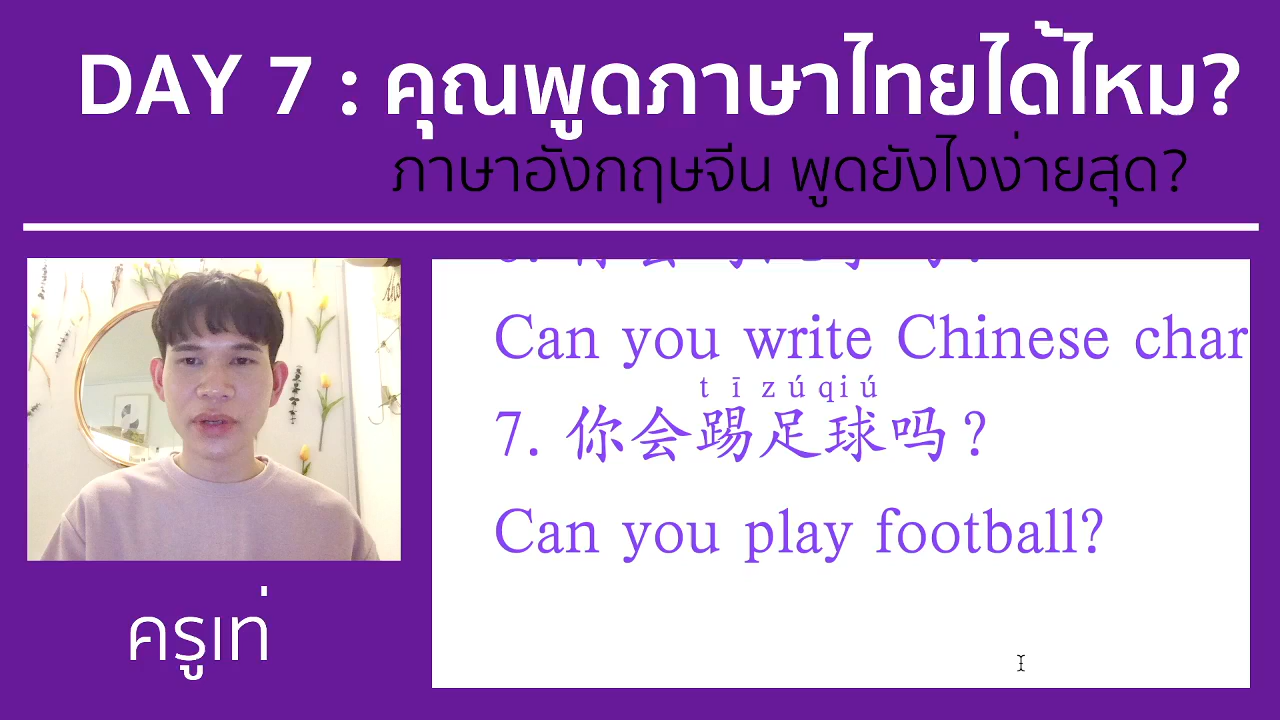 DAY 7 : คุณพูดภาษาไทยได้ไหม?
ภาษาอังกฤษจีน พูดยังไงง่ายสุด?
Can you write Chinese char
tī zú qiú
7. 你会踢足球吗？
Can you play football?
ครูเท่